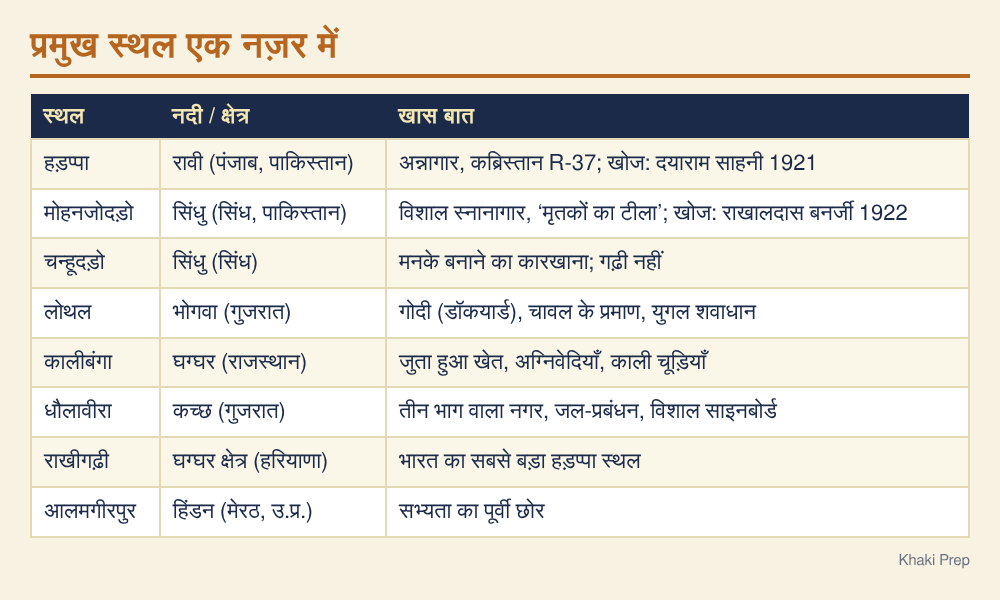 प्रमुख स्थल एक नज़र में
स्थल नदी / क्षेत्र खास बात
हड़प्पा रावी (पंजाब, पाकिस्तान) अन्नागार, कब्रिस्तान R-37; खोज: दयाराम साहनी 1921
मोहनजोदड़ो सिंधु (सिंध, पाकिस्तान) विशाल स्नानागार, ‘मृतकों का टीला’; खोज: राखालदास बनर्जी 1922
चन्हूदड़ो सिंधु (सिंध) मनके बनाने का कारखाना; गढ़ी नहीं
लोथल भोगवा (गुजरात) गोदी (डॉकयार्ड), चावल के प्रमाण, युगल शवाधान
कालीबंगा घग्घर (राजस्थान) जुता हुआ खेत, अग्निवेदियाँ, काली चूड़ियाँ
धौलावीरा कच्छ (गुजरात) तीन भाग वाला नगर, जल-प्रबंधन, विशाल साइनबोर्ड
राखीगढ़ी घग्घर क्षेत्र (हरियाणा) भारत का सबसे बड़ा हड़प्पा स्थल
आलमगीरपुर हिंडन (मेरठ, उ.प्र.) सभ्यता का पूर्वी छोर
Khaki Prep